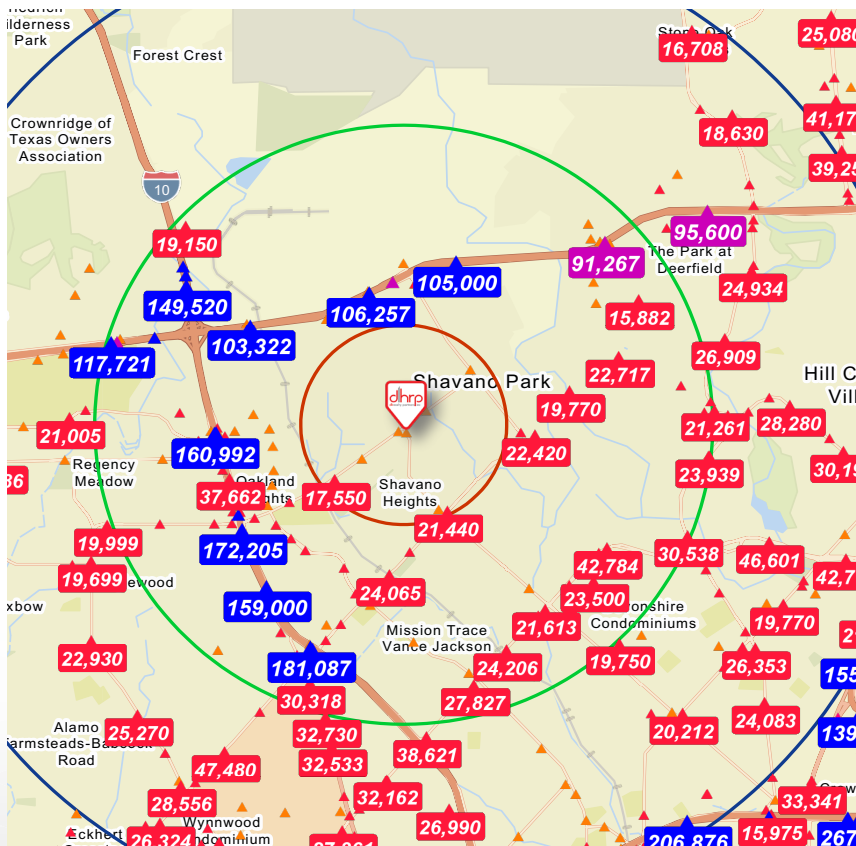 ilderness
Park
Forest Crest
16,708
25,080
Crownridge of
Texas Owners
Association
41,17
18,630
39,25
10
95,600
19,150
91,267
The Park at
Deerfield
105,000
24,934
149,520
106,257
15,882
103,322
117,721
26,909
22,717
Shavano Park
Hill C
Vill
dhrp
19,770
21,005
21,261
28,280
160,992
22,420
30,19
Regency
Meadow
23,939
36
37,662
17,550
Shavano
Heights
21,440
19,999
172,205
30,538
46,601
42,784
42,7
19,699
ewood
24,065
23,500
159,000
xbow
onshire
Condominiums
21,613
19,770
Mission Trace
Vance Jackson
22,930
181,087
24,206
19,750
26,353
155
30,318
27,827
Alamo
Farmsteads-Babcock
Road
25,270
32,730
20,212
24,083
139
32,533
38,621
47,480
28,556
32,162
33,341
Wynnwood
ndominium
26,990
Eckhert
26,324
206,876
15,975
267